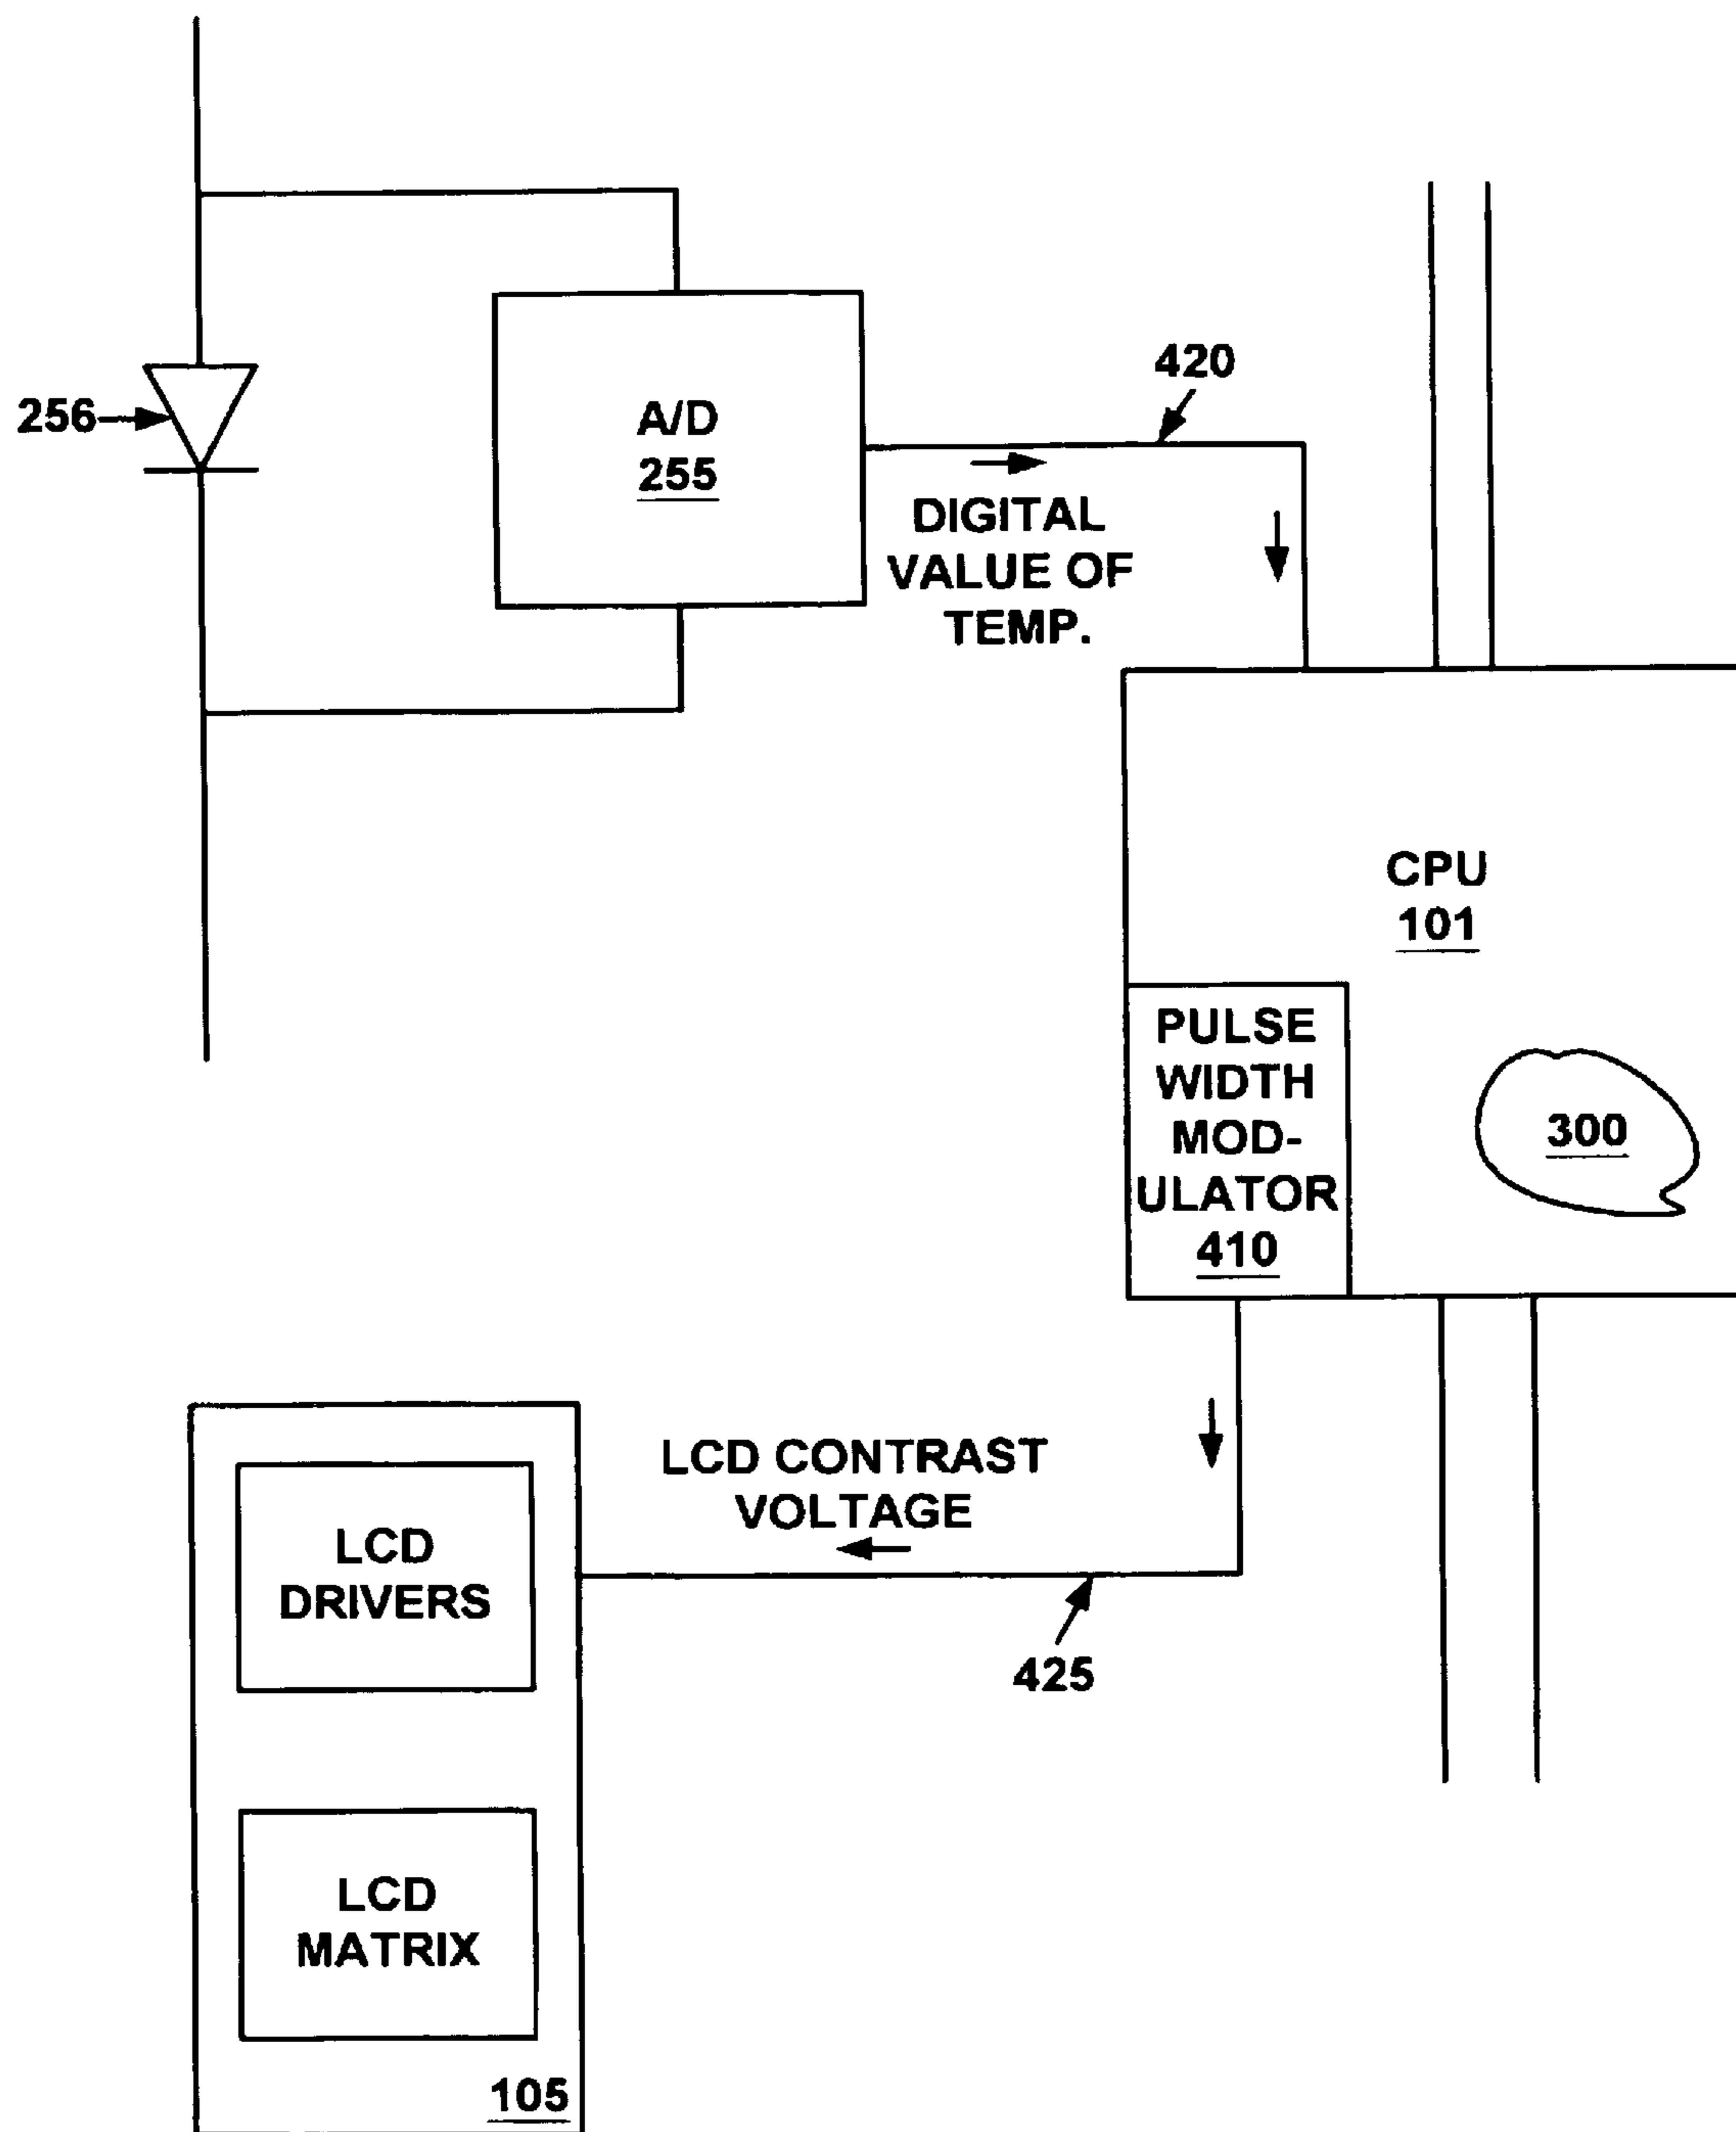 256
A/D
255
420
DIGITAL
VALUE OF
TEMP.
CPU
101
PULSE
WIDTH
MOD-
ULATOR
410
300
LCD CONTRAST
VOLTAGE
425
LCD
DRIVERS
LCD
MATRIX
105